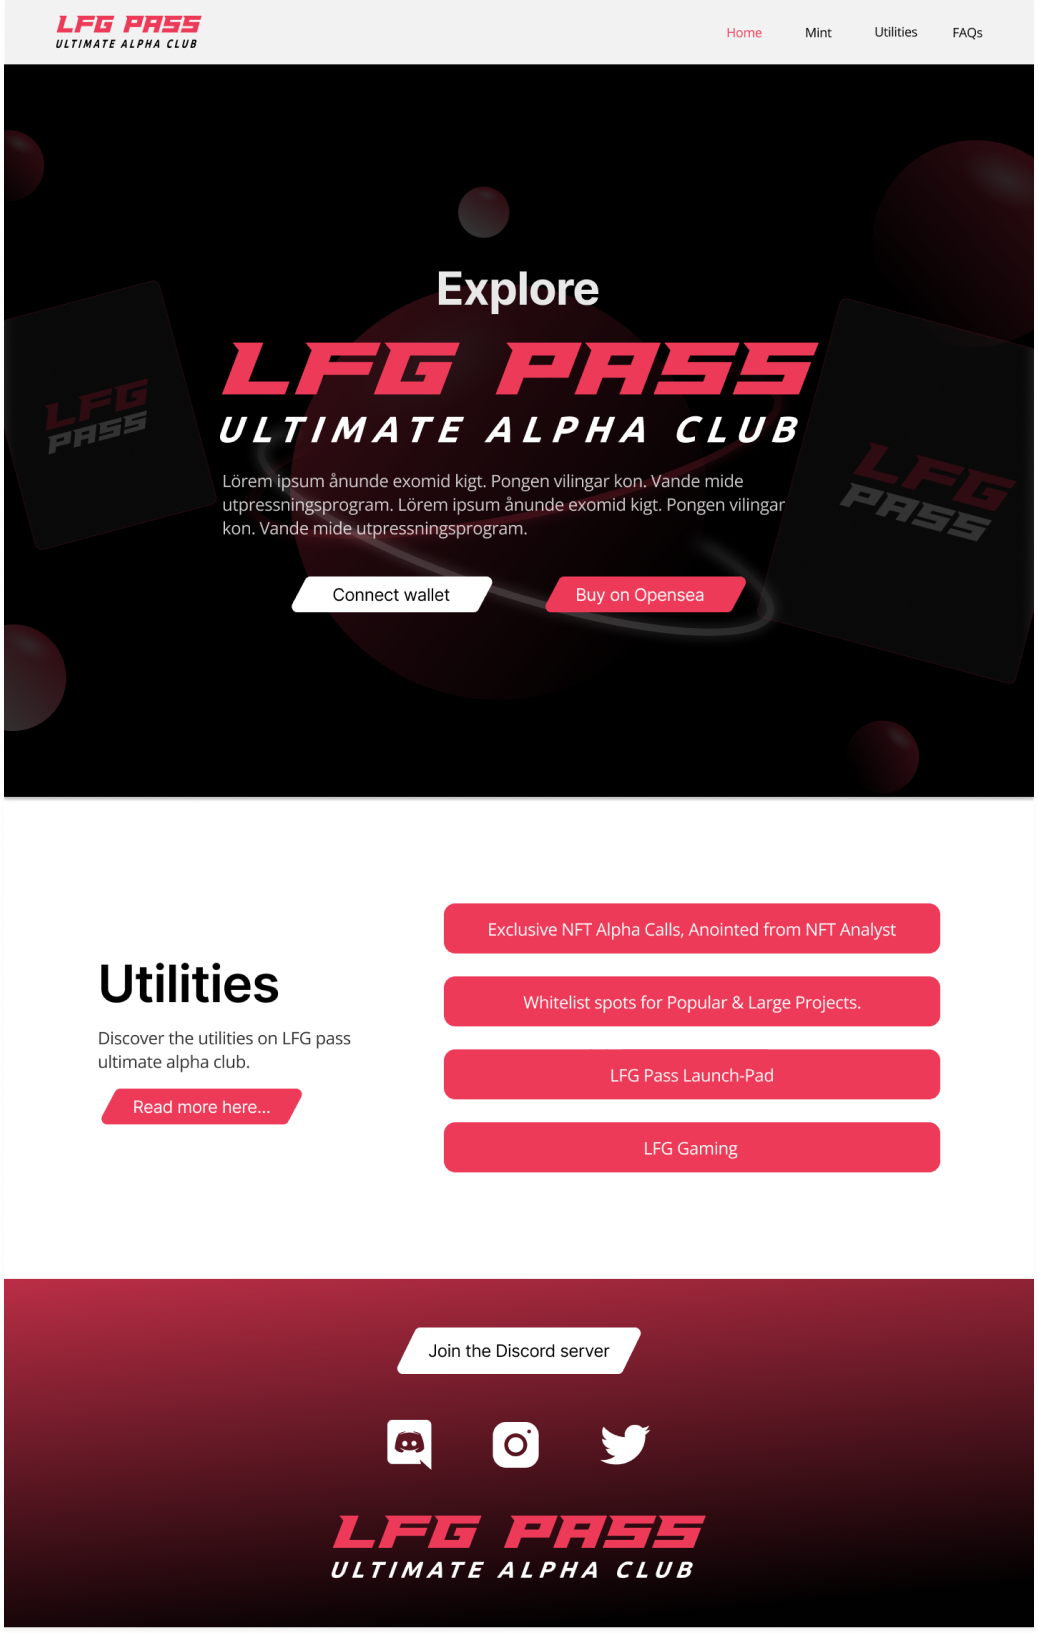 LFG PASS
ULTIMATE ALPHA CLUB
Home
Mint
Utilities
FAQs
Explore
LFG PASS
ULTIMATE ALPHA CLUB
LFG
PASS
LFG
PASS
Lörem ipsum ånunde exomid kigt. Pongen vilingar kon. Vande mide
utpressningsprogram. Lörem ipsum ånunde exomid kigt. Pongen vilingar
kon. Vande mide utpressningsprogram.
Connect wallet
Buy on Opensea
Utilities
Discover the utilities on LFG pass
ultimate alpha club.
Read more here...
Exclusive NFT Alpha Calls, Anointed from NFT Analyst
Whitelist spots for Popular & Large Projects.
LFG Pass Launch-Pad
LFG Gaming
Join the Discord server
LFG PASS
ULTIMATE ALPHA CLUB